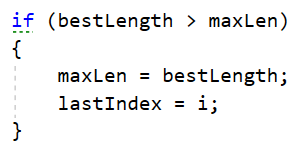 if (bestLength > maxLen)
{
    maxLen = bestLength;
    lastIndex = i;
}